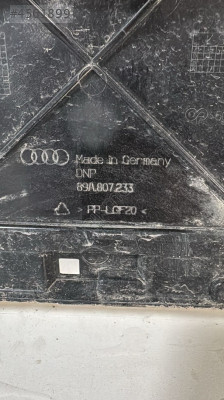 Made In Germany
DNP
89A.807.233
> PP-LGF20 <